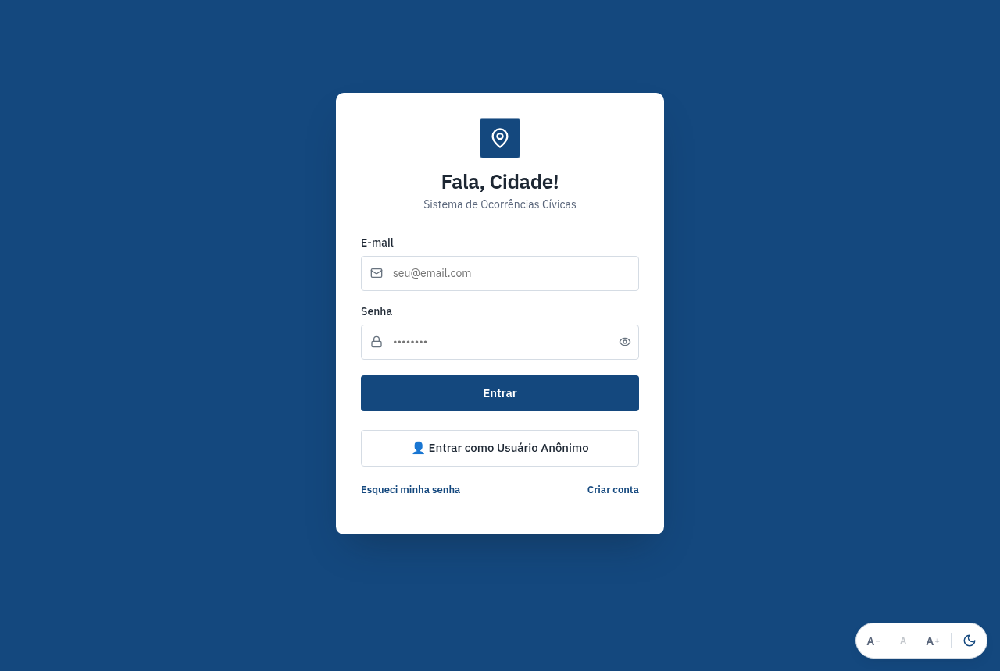 Fala, Cidade!
Sistema de Ocorrências Cívicas
E-mail
seu@email.com
Senha
••••••••
Entrar
👤 Entrar como Usuário Anônimo
Esqueci minha senha Criar conta
A− A A+